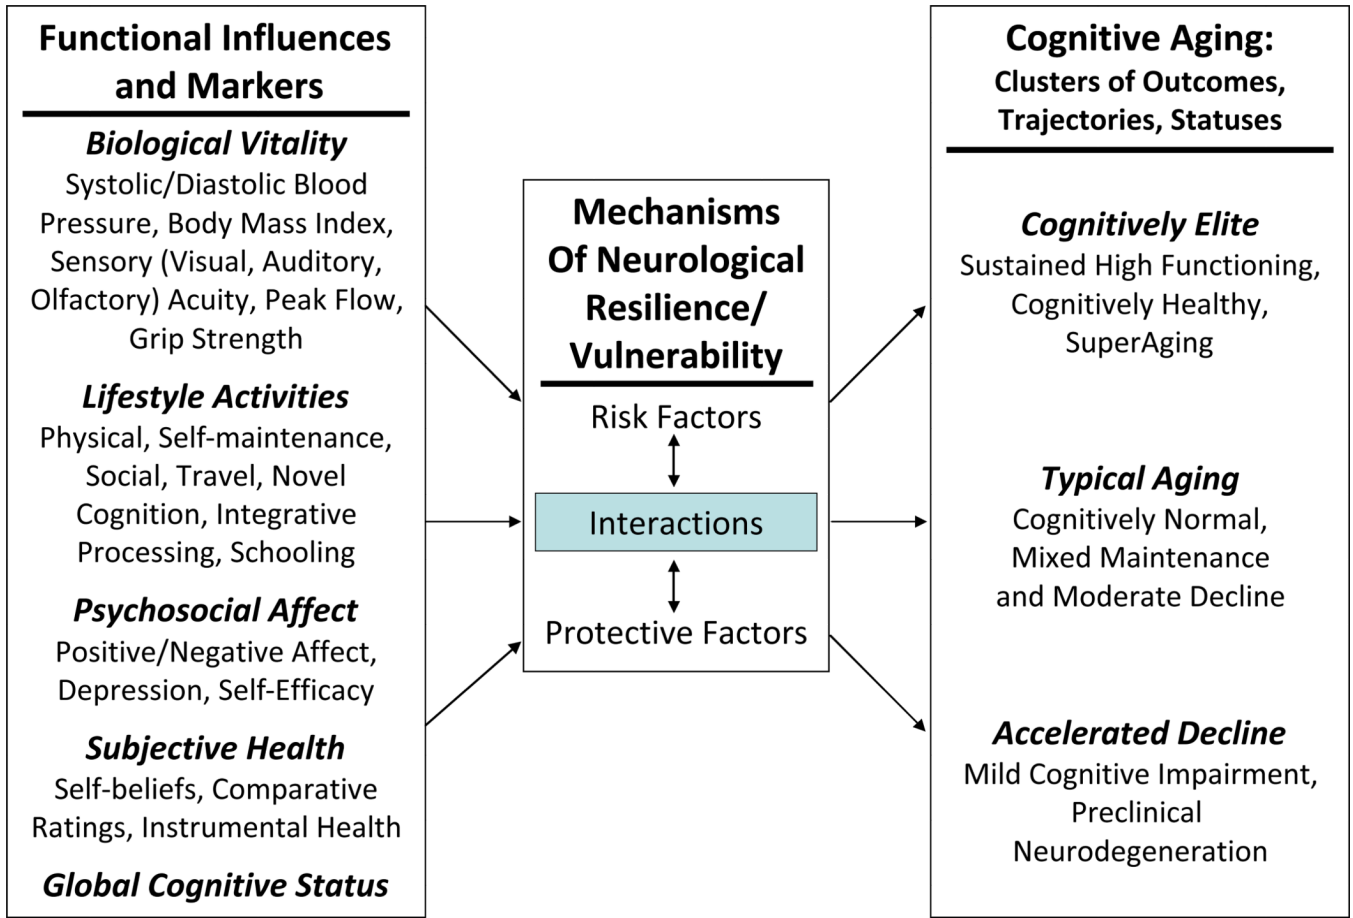 Functional Influences
and Markers
Biological Vitality
Systolic/Diastolic Blood
Pressure, Body Mass Index,
Sensory (Visual, Auditory,
Olfactory) Acuity, Peak Flow,
Grip Strength
Lifestyle Activities
Physical, Self-maintenance,
Social, Travel, Novel
Cognition, Integrative
Processing, Schooling
Psychosocial Affect
Positive/Negative Affect,
Depression, Self-Efficacy
Subjective Health
Self-beliefs, Comparative
Ratings, Instrumental Health
Global Cognitive Status
Mechanisms
Of Neurological
Resilience/
Vulnerability
Risk Factors
Interactions
Protective Factors
Cognitive Aging:
Clusters of Outcomes,
Trajectories, Statuses
Cognitively Elite
Sustained High Functioning,
Cognitively Healthy,
SuperAging
Typical Aging
Cognitively Normal,
Mixed Maintenance
and Moderate Decline
Accelerated Decline
Mild Cognitive Impairment,
Preclinical
Neurodegeneration